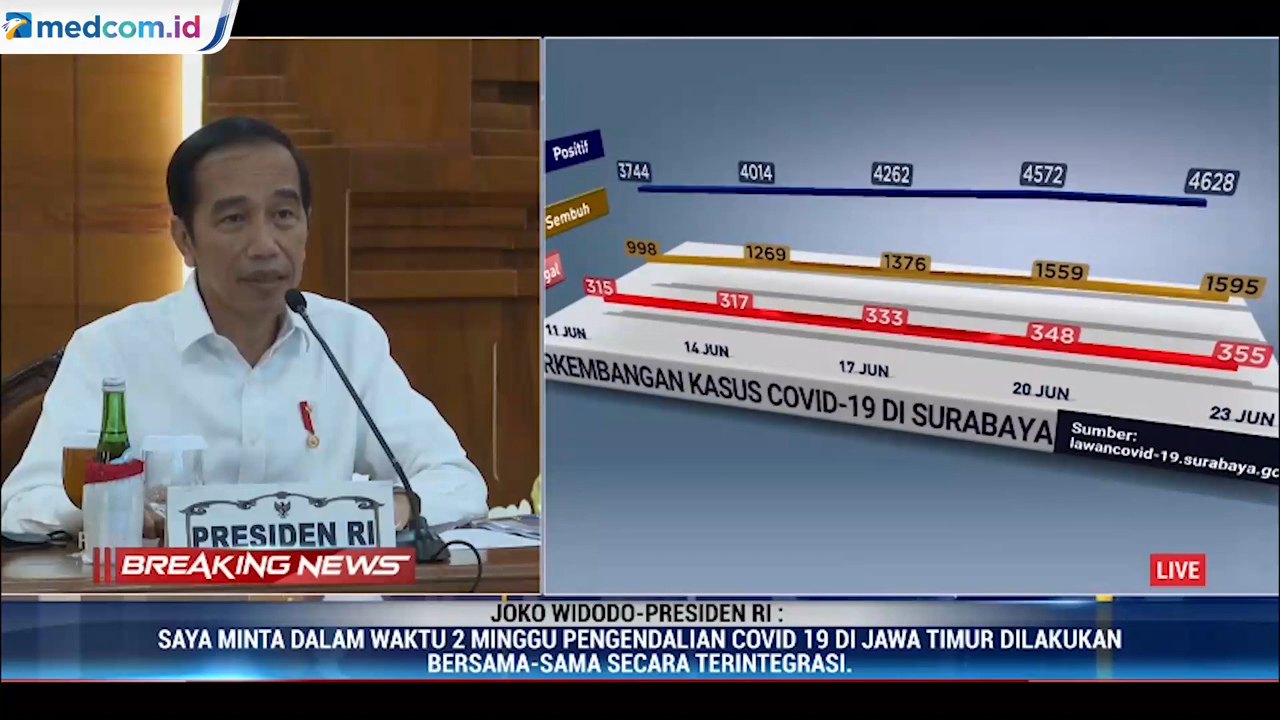 medcom.id
Positif
3744
4014
4262
4572
4628
Sembuh
998
1269
1376
1559
1595
315
317
333
348
355
11 JUN
14 JUN
17 JUN
20 JUN
23 JUN
RKEMBANGAN KASUS COVID-19 DI SURABAYA
Sumber:
lawancovid-19.surabaya.go
PRESIDEN RI
BREAKING NEWS
LIVE
JOKO WIDODO-PRESIDEN RI :
SAYA MINTA DALAM WAKTU 2 MINGGU PENGENDALIAN COVID 19 DI JAWA TIMUR DILAKUKAN
BERSAMA-SAMA SECARA TERINTEGRASI.